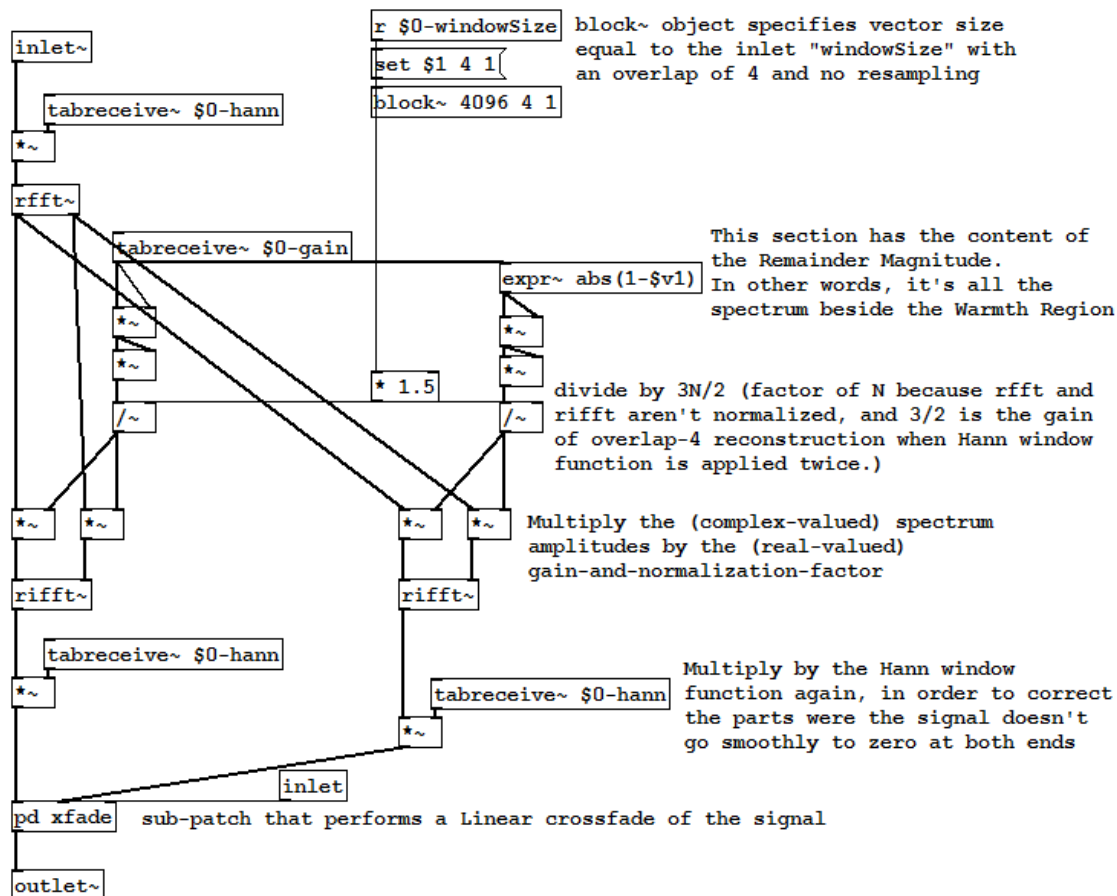 r $0-windowSize
block~ object specifies vector size
equal to the inlet "windowSize" with
an overlap of 4 and no resampling
inlet~
set $1 4 1
block~ 4096 4 1
tabreceive~ $0-hann
*~
rfft~
tabreceive~ $0-gain
This section has the content of
the Remainder Magnitude.
In other words, it's all the
spectrum beside the Warmth Region
expr~ abs(1-$v1)
*~
*~
*~
*~
* 1.5
/~
/~
divide by 3N/2 (factor of N because rfft and
rifft aren't normalized, and 3/2 is the gain
of overlap-4 reconstruction when Hann window
function is applied twice.)
*~
*~
*~
*~
Multiply the (complex-valued) spectrum
amplitudes by the (real-valued)
gain-and-normalization-factor
rifft~
rifft~
tabreceive~ $0-hann
*~
tabreceive~ $0-hann
*~
Multiply by the Hann window
function again, in order to correct
the parts were the signal doesn't
go smoothly to zero at both ends
inlet
pd xfade
sub-patch that performs a Linear crossfade of the signal
outlet~